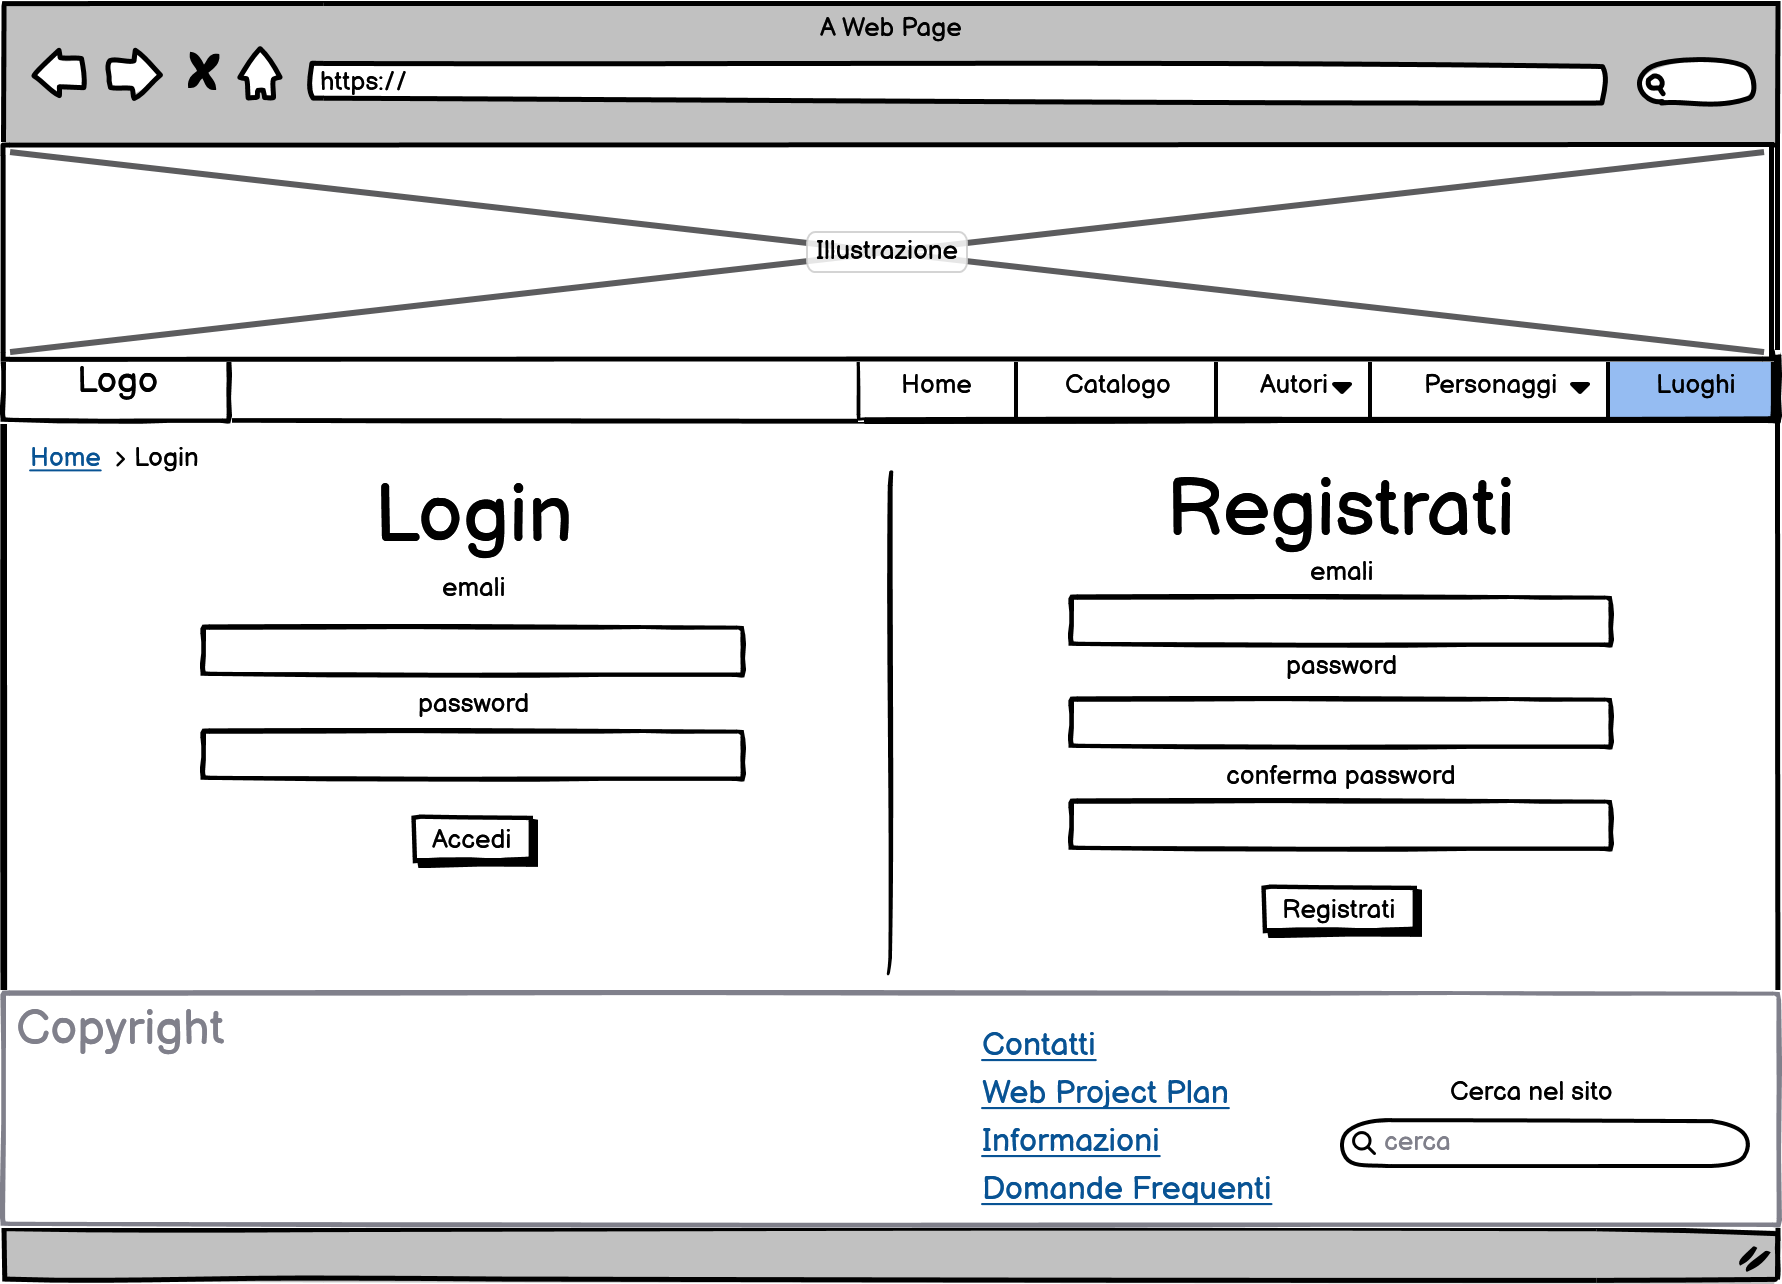 A Web Page
https://
Illustrazione
Logo
Home
Catalogo
Autori
Personaggi
Luoghi
Home
Login
Login
emali
password
Accedi
Registrati
emali
password
conferma password
Registrati
Copyright
Contatti
Web Project Plan
Informazioni
Domande Frequenti
Cerca nel sito
cerca